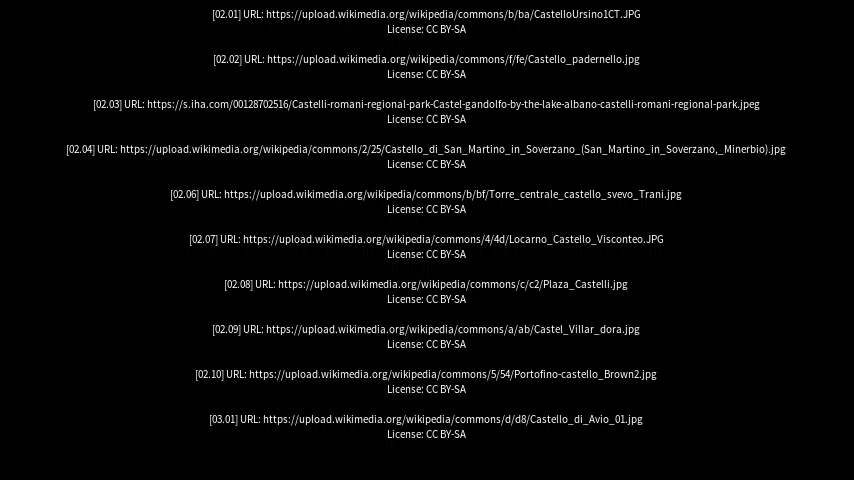 [02.01] URL: https://upload.wikimedia.org/wikipedia/commons/b/ba/CastelloUrsino1CT.JPG
License: CC BY-SA
[02.02] URL: https://upload.wikimedia.org/wikipedia/commons/f/fe/Castello_padernello.jpg
License: CC BY-SA
[02.03] URL: https://s.iha.com/00128702516/Castelli-romani-regional-park-Castel-gandolfo-by-the-lake-albano-castelli-romani-regional-park.jpeg
License: CC BY-SA
[02.04] URL: https://upload.wikimedia.org/wikipedia/commons/2/25/Castello_di_San_Martino_in_Soverzano_(San_Martino_in_Soverzano,_Minerbio).jpg
License: CC BY-SA
[02.06] URL: https://upload.wikimedia.org/wikipedia/commons/b/bf/Torre_centrale_castello_svevo_Trani.jpg
License: CC BY-SA
[02.07] URL: https://upload.wikimedia.org/wikipedia/commons/4/4d/Locarno_Castello_Visconteo.JPG
License: CC BY-SA
[02.08] URL: https://upload.wikimedia.org/wikipedia/commons/c/c2/Plaza_Castelli.jpg
License: CC BY-SA
[02.09] URL: https://upload.wikimedia.org/wikipedia/commons/a/ab/Castel_Villar_dora.jpg
License: CC BY-SA
[02.10] URL: https://upload.wikimedia.org/wikipedia/commons/5/54/Portofino-castello_Brown2.jpg
License: CC BY-SA
[03.01] URL: https://upload.wikimedia.org/wikipedia/commons/d/d8/Castello_di_Avio_01.jpg
License: CC BY-SA